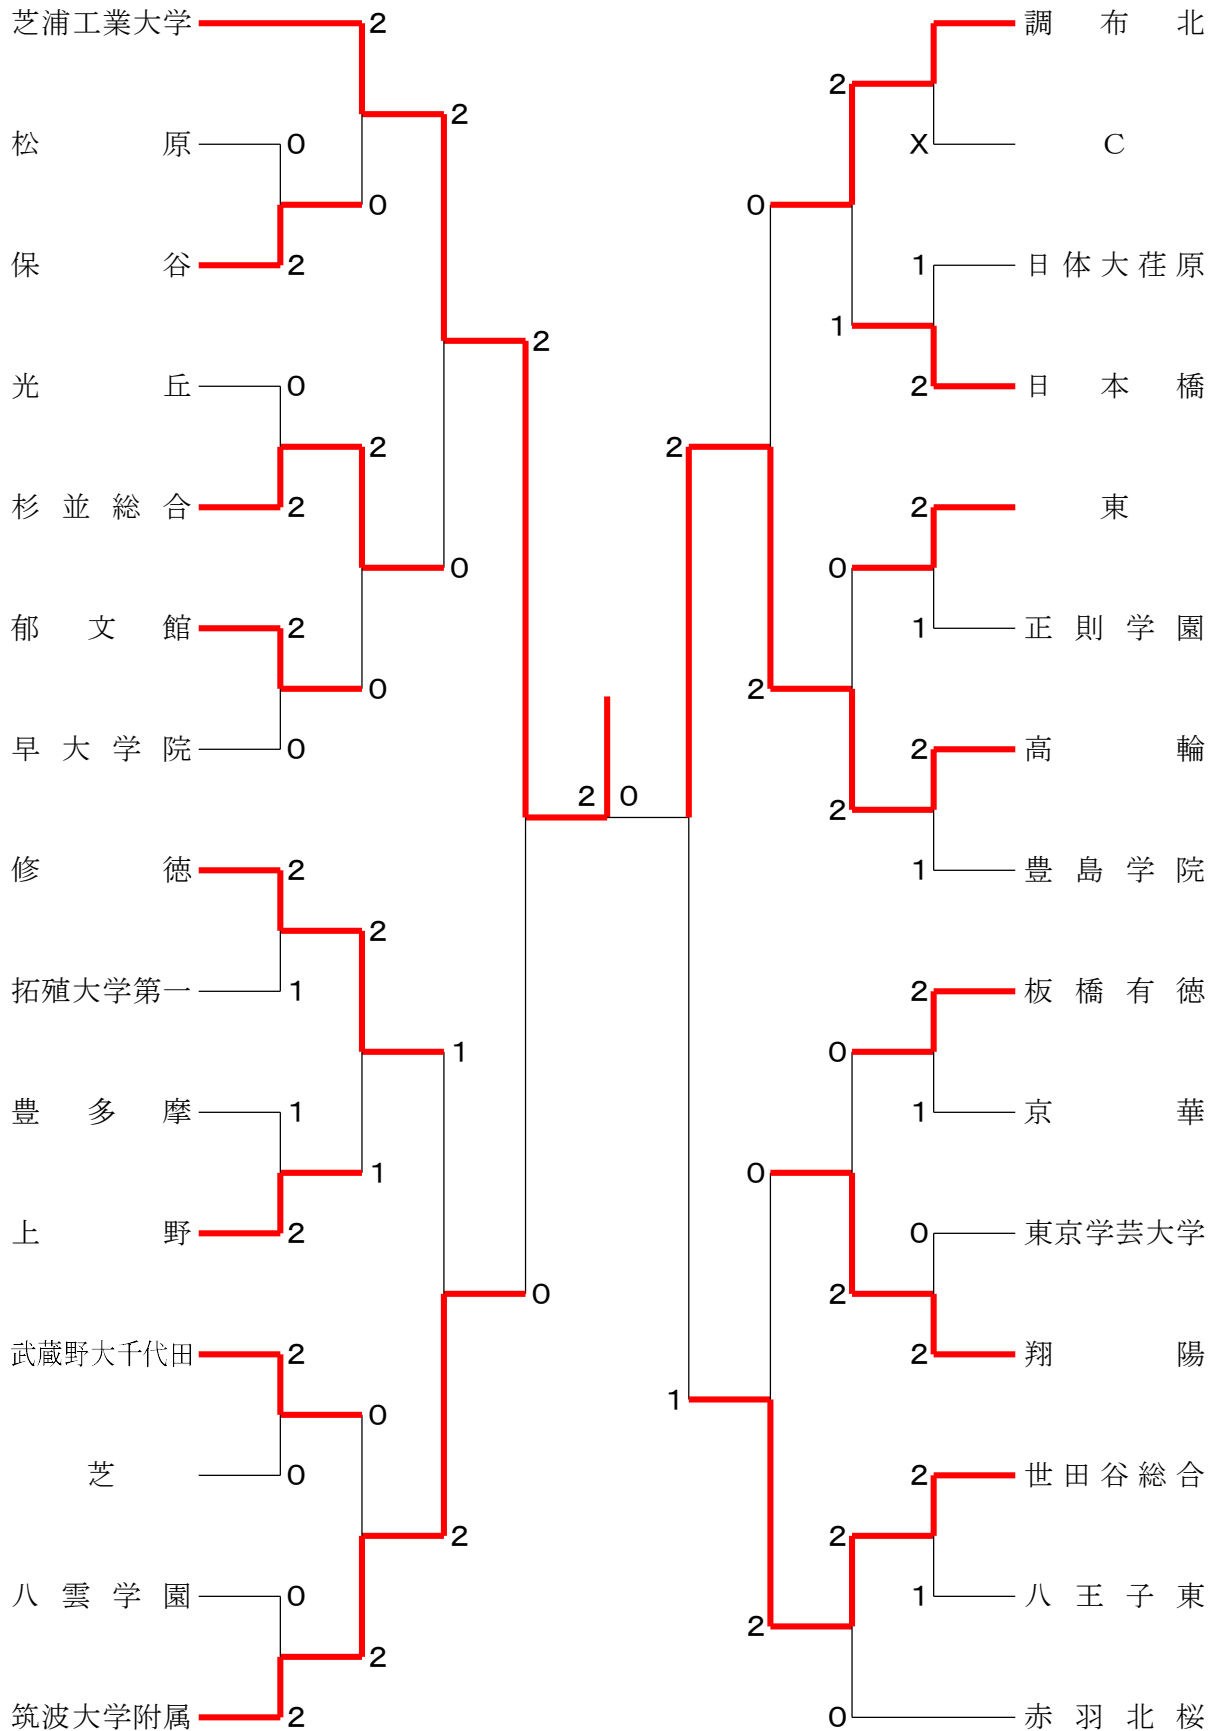 芝浦工業大学 2 調布北
2 2
松原 0 X C
0 0
保谷 2 1 日体大荏原
1
2
光丘 0 2 日本橋
2 2
杉並総合 2 2 東
0 0
郁文館 2 1 正則学園
0 2
早大学院 0 2 高輪
2 0 2
修徳 2 1 豊島学院
2
拓殖大学第一 1 2 板橋有徳
1 0
豊多摩 1 1 京華
1 0
上野 2 0 東京学芸大学
0 2
武蔵野大千代田 2 2 翔陽
1
0
芝 0 2 世田谷総合
2 2
八雲学園 0 1 八王子東
2
2
筑波大学附属 2 0 赤羽北桜